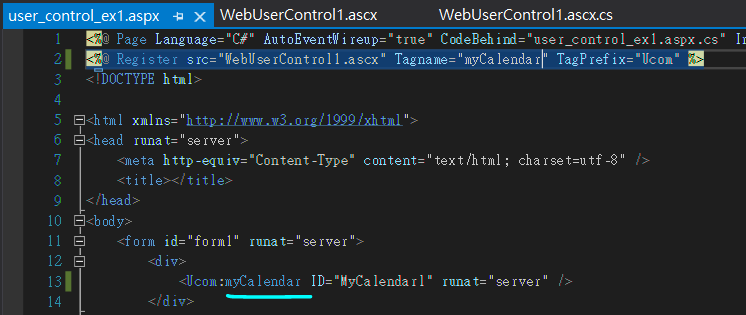 user_control_ex1.aspx WebUserControl1.ascx WebUserControl1.ascx.cs
1 <%@ Page Language="C#" AutoEventWireup="true" CodeBehind="user_control_ex1.aspx.cs" In
2 <%@ Register src="WebUserControl1.ascx" Tagname="myCalendar" TagPrefix="Ucom" %>
3 <!DOCTYPE html>
4
5 <html xmlns="http://www.w3.org/1999/xhtml">
6 <head runat="server">
7 <meta http-equiv="Content-Type" content="text/html; charset=utf-8" />
8 <title></title>
9 </head>
10 <body>
11 <form id="form1" runat="server">
12 <div>
13 <Ucom:myCalendar ID="MyCalendar1" runat="server" />
14 </div>